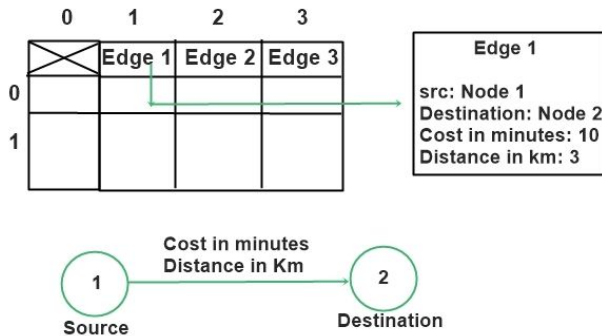 0 1 2 3
Edge 1 Edge 2 Edge 3
0
1
Edge 1
src: Node 1
Destination: Node 2
Cost in minutes: 10
Distance in km: 3
Cost in minutes
Distance in Km
1
2
Source
Destination